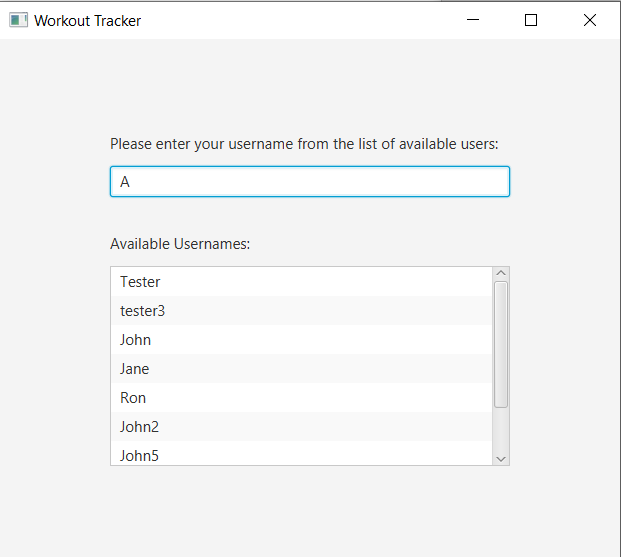 Workout Tracker
Please enter your username from the list of available users:
A
Available Usernames:
Tester
tester3
John
Jane
Ron
John2
John5